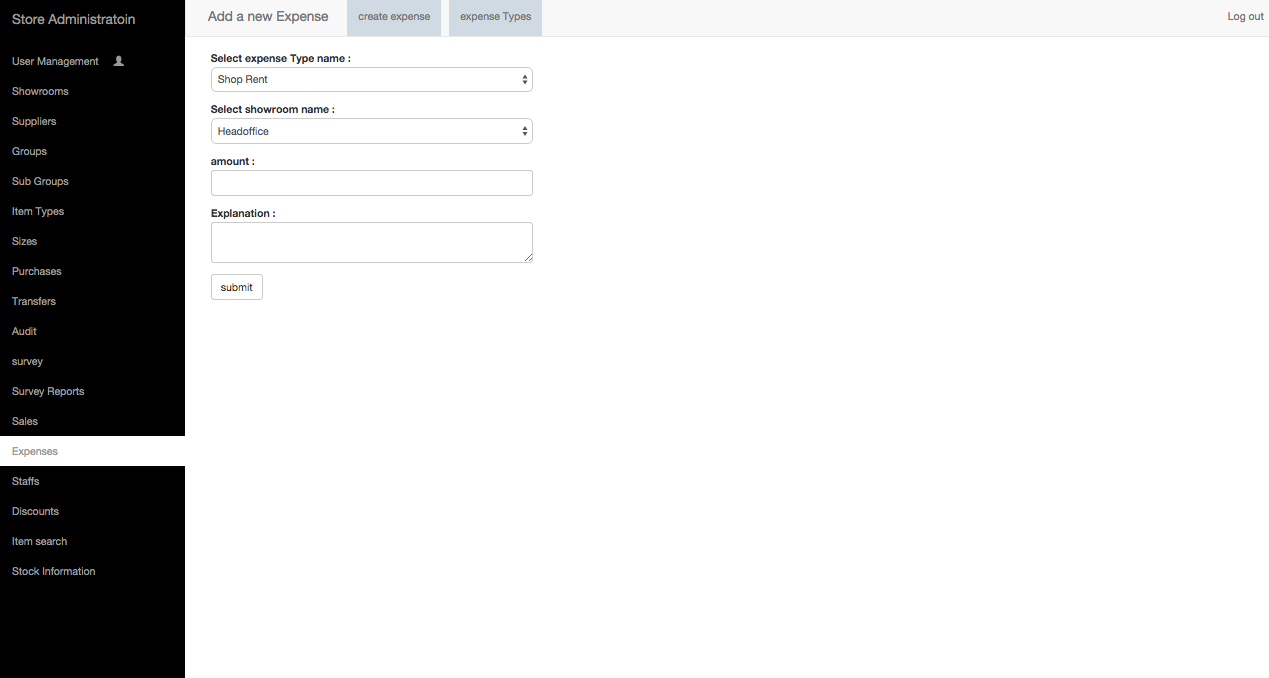 Store Administratoin
User Management
Showrooms
Suppliers
Groups
Sub Groups
Item Types
Sizes
Purchases
Transfers
Audit
survey
Survey Reports
Sales
Expenses
Staffs
Discounts
Item search
Stock Information
Add a new Expense
create expense
expense Types
Log out
Select expense Type name :
Shop Rent
Select showroom name :
Headoffice
amount :
Explanation :
submit